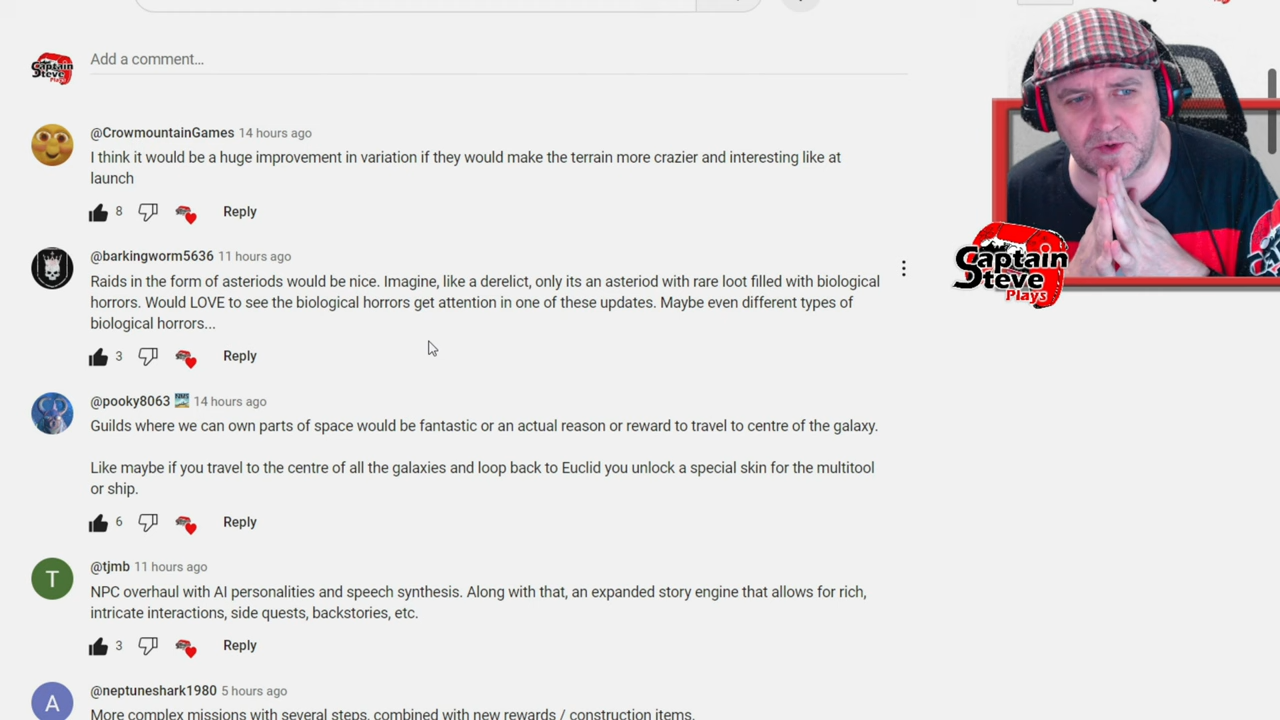 Add a comment...
@CrowmountainGames 14 hours ago
I think it would be a huge improvement in variation if they would make the terrain more crazier and interesting like at
launch
8 Reply
@barkingworm5636 11 hours ago
Raids in the form of asteriods would be nice. Imagine, like a derelict, only its an asteriod with rare loot filled with biological
horrors. Would LOVE to see the biological horrors get attention in one of these updates. Maybe even different types of
biological horrors...
3 Reply
@pooky8063 14 hours ago
Guilds where we can own parts of space would be fantastic or an actual reason or reward to travel to centre of the galaxy.
Like maybe if you travel to the centre of all the galaxies and loop back to Euclid you unlock a special skin for the multitool
or ship.
6 Reply
T
@tjmb 11 hours ago
NPC overhaul with AI personalities and speech synthesis. Along with that, an expanded story engine that allows for rich,
intricate interactions, side quests, backstories, etc.
3 Reply
A
@neptuneshark1980 5 hours ago
More complex missions with several steps, combined with new rewards / construction items.
Captain
Steve
Plays
Captain
Steve
Plays